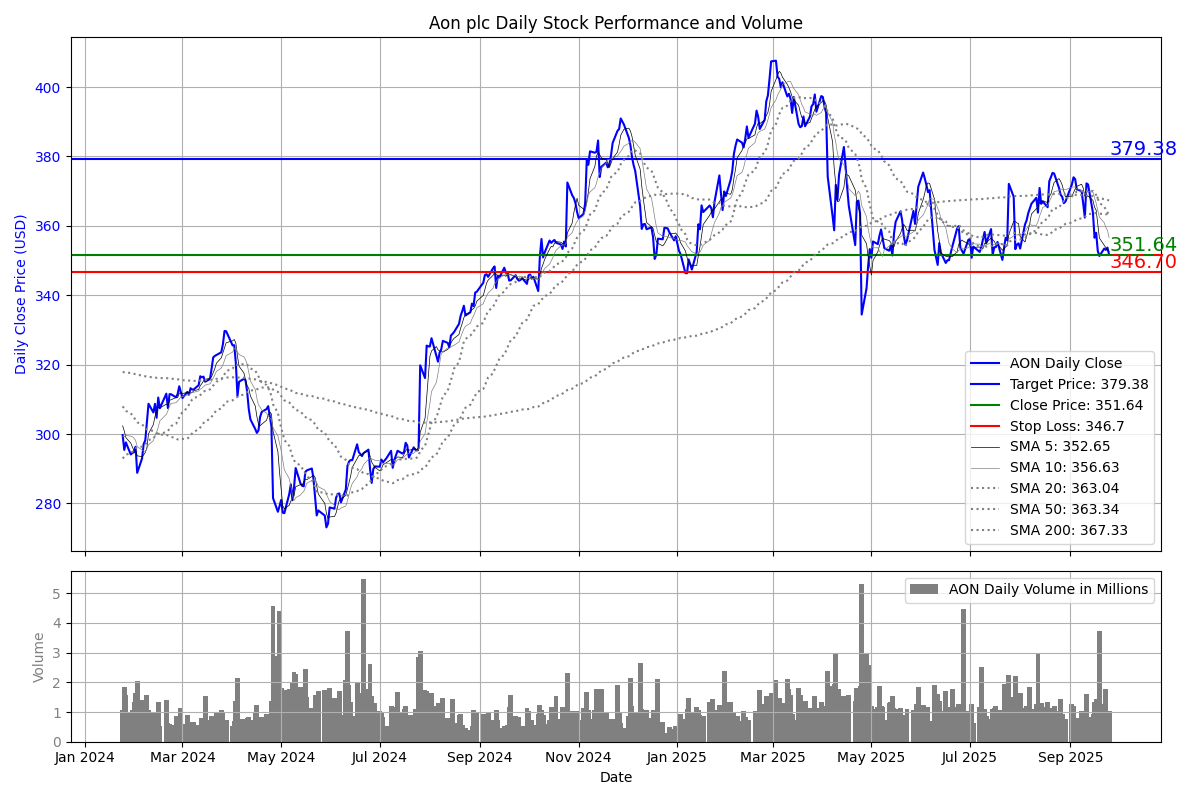 Aon plc Daily Stock Performance and Volume
Daily Close Price (USD)
400
380
360
340
320
300
280
379.38
351.64
346.70
AON Daily Close
Target Price: 379.38
Close Price: 351.64
Stop Loss: 346.7
SMA 5: 352.65
SMA 10: 356.63
SMA 20: 363.04
SMA 50: 363.34
SMA 200: 367.33
Volume
5
4
3
2
1
0
AON Daily Volume in Millions
Jan 2024 Mar 2024 May 2024 Jul 2024 Sep 2024 Nov 2024 Jan 2025 Mar 2025 May 2025 Jul 2025 Sep 2025
Date